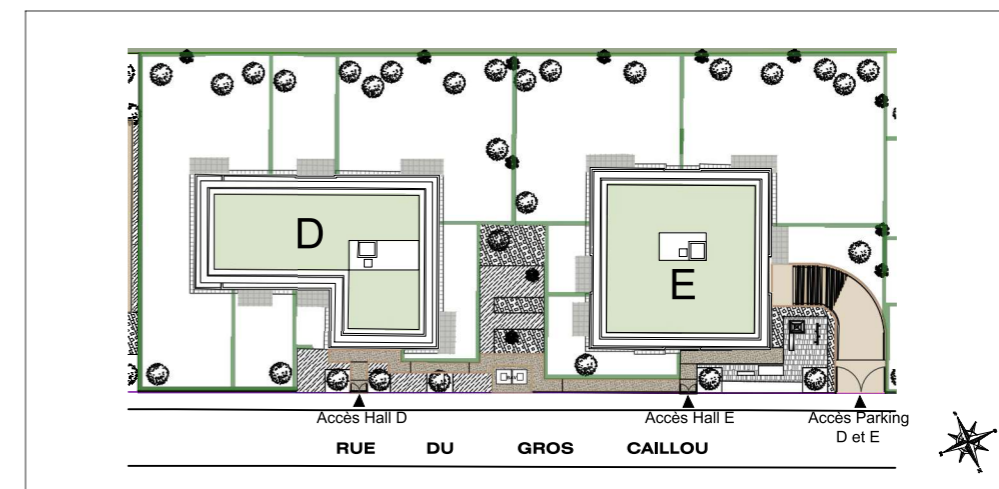 D
E
Accès Hall D
Accès Hall E
Accès Parking
D et E
RUE DU GROS CAILLOU